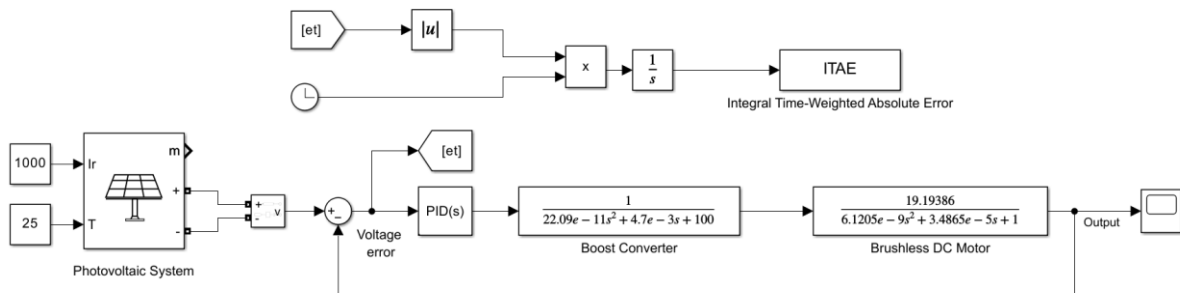 [et]
|u|
x
1
s
ITAE
Integral Time-Weighted Absolute Error
1000
Ir
m
[et]
+
+
v
+
−
PID(s)
1
22.09e − 11s² + 4.7e − 3s + 100
19.19386
6.1205e − 9s² + 3.4865e − 5s + 1
25
T
-
-
Voltage
error
Boost Converter
Brushless DC Motor
Output
Photovoltaic System